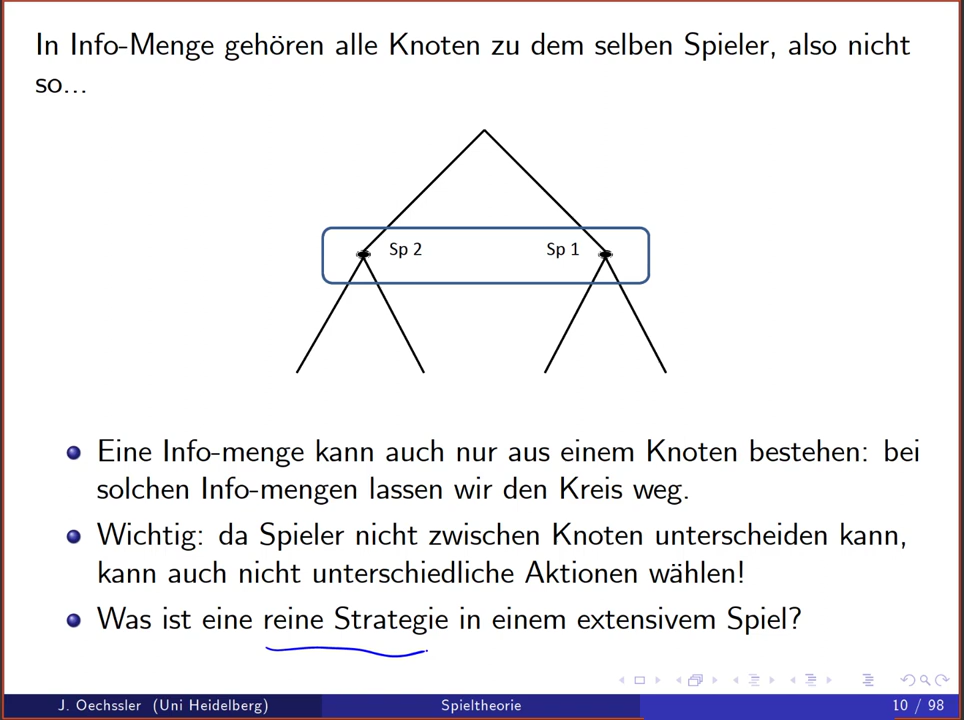 In Info-Menge gehören alle Knoten zu dem selben Spieler, also nicht
so...
Sp 2
Sp 1
Eine Info-menge kann auch nur aus einem Knoten bestehen: bei
solchen Info-mengen lassen wir den Kreis weg.
Wichtig: da Spieler nicht zwischen Knoten unterscheiden kann,
kann auch nicht unterschiedliche Aktionen wählen!
Was ist eine reine Strategie in einem extensivem Spiel?
J. Oechssler (Uni Heidelberg)
Spieltheorie
10 / 98